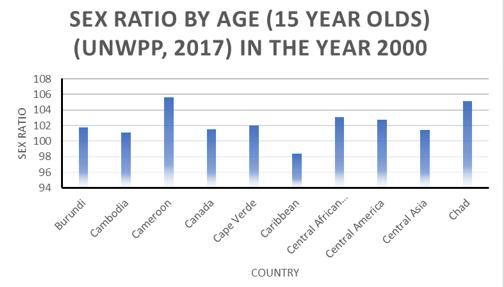 SEX RATIO BY AGE (15 YEAR OLDS)
(UNWPP, 2017) IN THE YEAR 2000
SEX RATIO
108
106
104
102
100
98
96
94
Burundi
Cambodia
Cameroon
Canada
Cape Verde
Caribbean
Central African...
Central America
Central Asia
Chad
COUNTRY